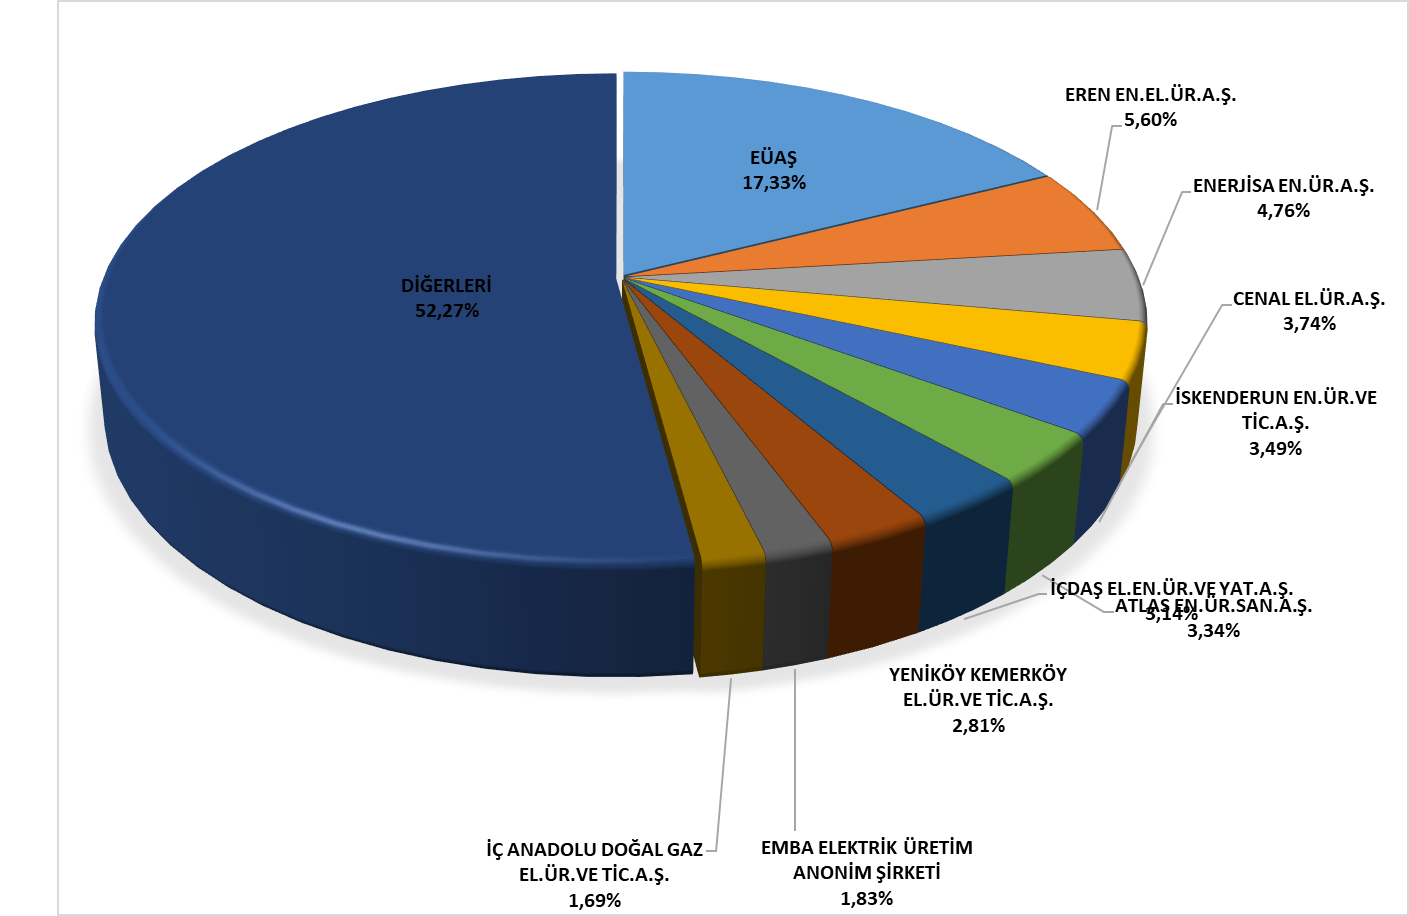 EÜAŞ
17,33%
EREN EN.EL.ÜR.A.Ş.
5,60%
ENERJİSA EN.ÜR.A.Ş.
4,76%
CENAL EL.ÜR.A.Ş.
3,74%
İSKENDERUN EN.ÜR.VE
TİC.A.Ş.
3,49%
ATLAS EN.ÜR.SAN.A.Ş.
3,34%
İÇDAŞ EL.EN.ÜR.VE YAT.A.Ş.
3,14%
YENİKÖY KEMERKÖY
EL.ÜR.VE TİC.A.Ş.
2,81%
EMBA ELEKTRİK ÜRETİM
ANONİM ŞİRKETİ
1,83%
İÇ ANADOLU DOĞAL GAZ
EL.ÜR.VE TİC.A.Ş.
1,69%
DİĞERLERİ
52,27%